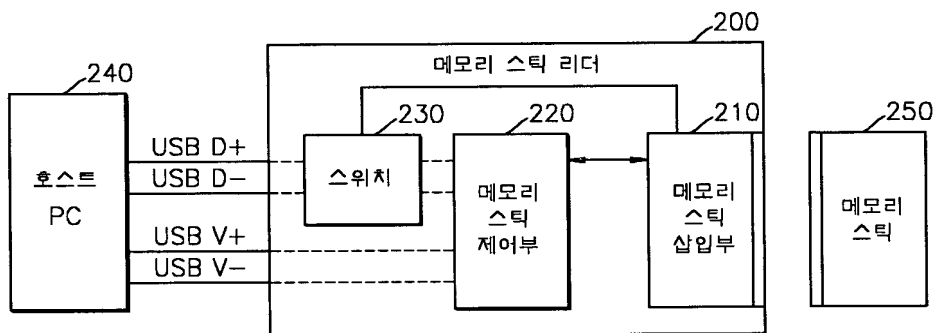 200
메모리 스틱 리더
240
230
220
210
250
USB D+
USB D-
USB V+
USB V-
호스트
PC
스위치
메모리
스틱
제어부
메모리
스틱
삽입부
메모리
스틱